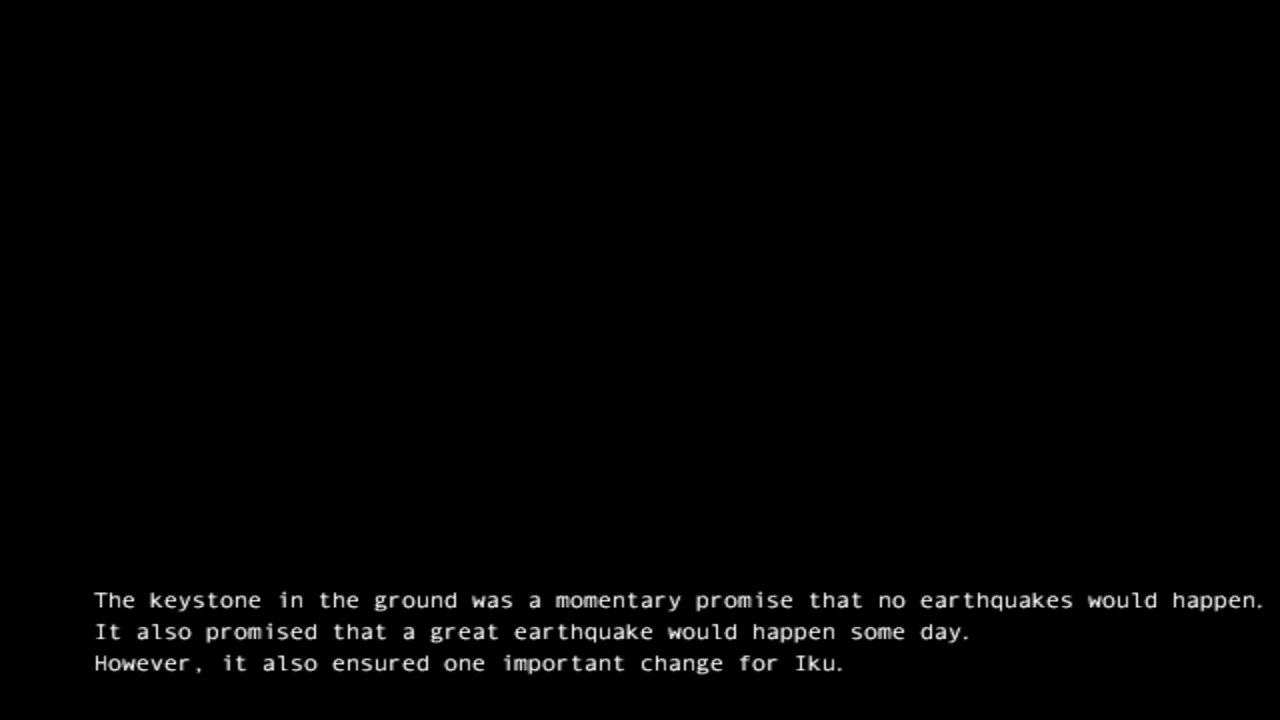 The keystone in the ground was a momentary promise that no earthquakes would happen.
It also promised that a great earthquake would happen some day.
However, it also ensured one important change for Iku.